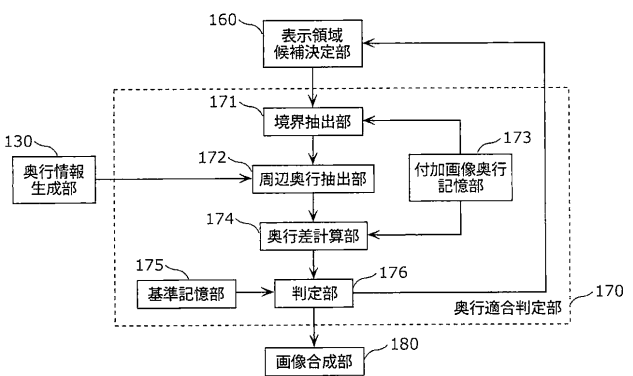 160
表示領域
候補決定部
171
境界抽出部
130
奥行情報
生成部
172
周辺奥行抽出部
173
付加画像奥行
記憶部
174
奥行差計算部
175
基準記憶部
176
判定部
奥行適合判定部
170
画像合成部
180